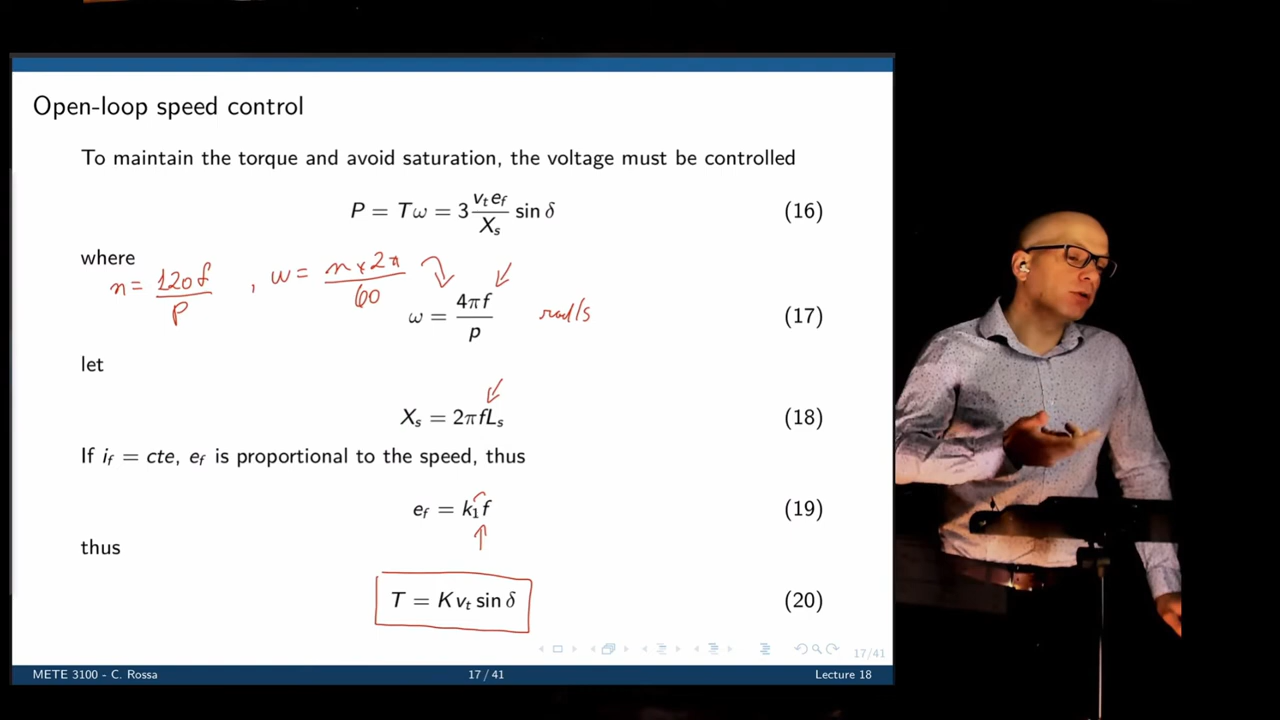 Open-loop speed control
To maintain the torque and avoid saturation, the voltage must be controlled
P = Tω = 3 v_t e_f / X_s sin δ (16)
where
n = 120f / P , ω = n × 2π / 60
ω = 4πf / p rad/s (17)
let
X_s = 2πfL_s (18)
If i_f = cte, e_f is proportional to the speed, thus
e_f = k_1 f (19)
thus
T = K v_t sin δ (20)
17/41
METE 3100 - C. Rossa 17 / 41 Lecture 18